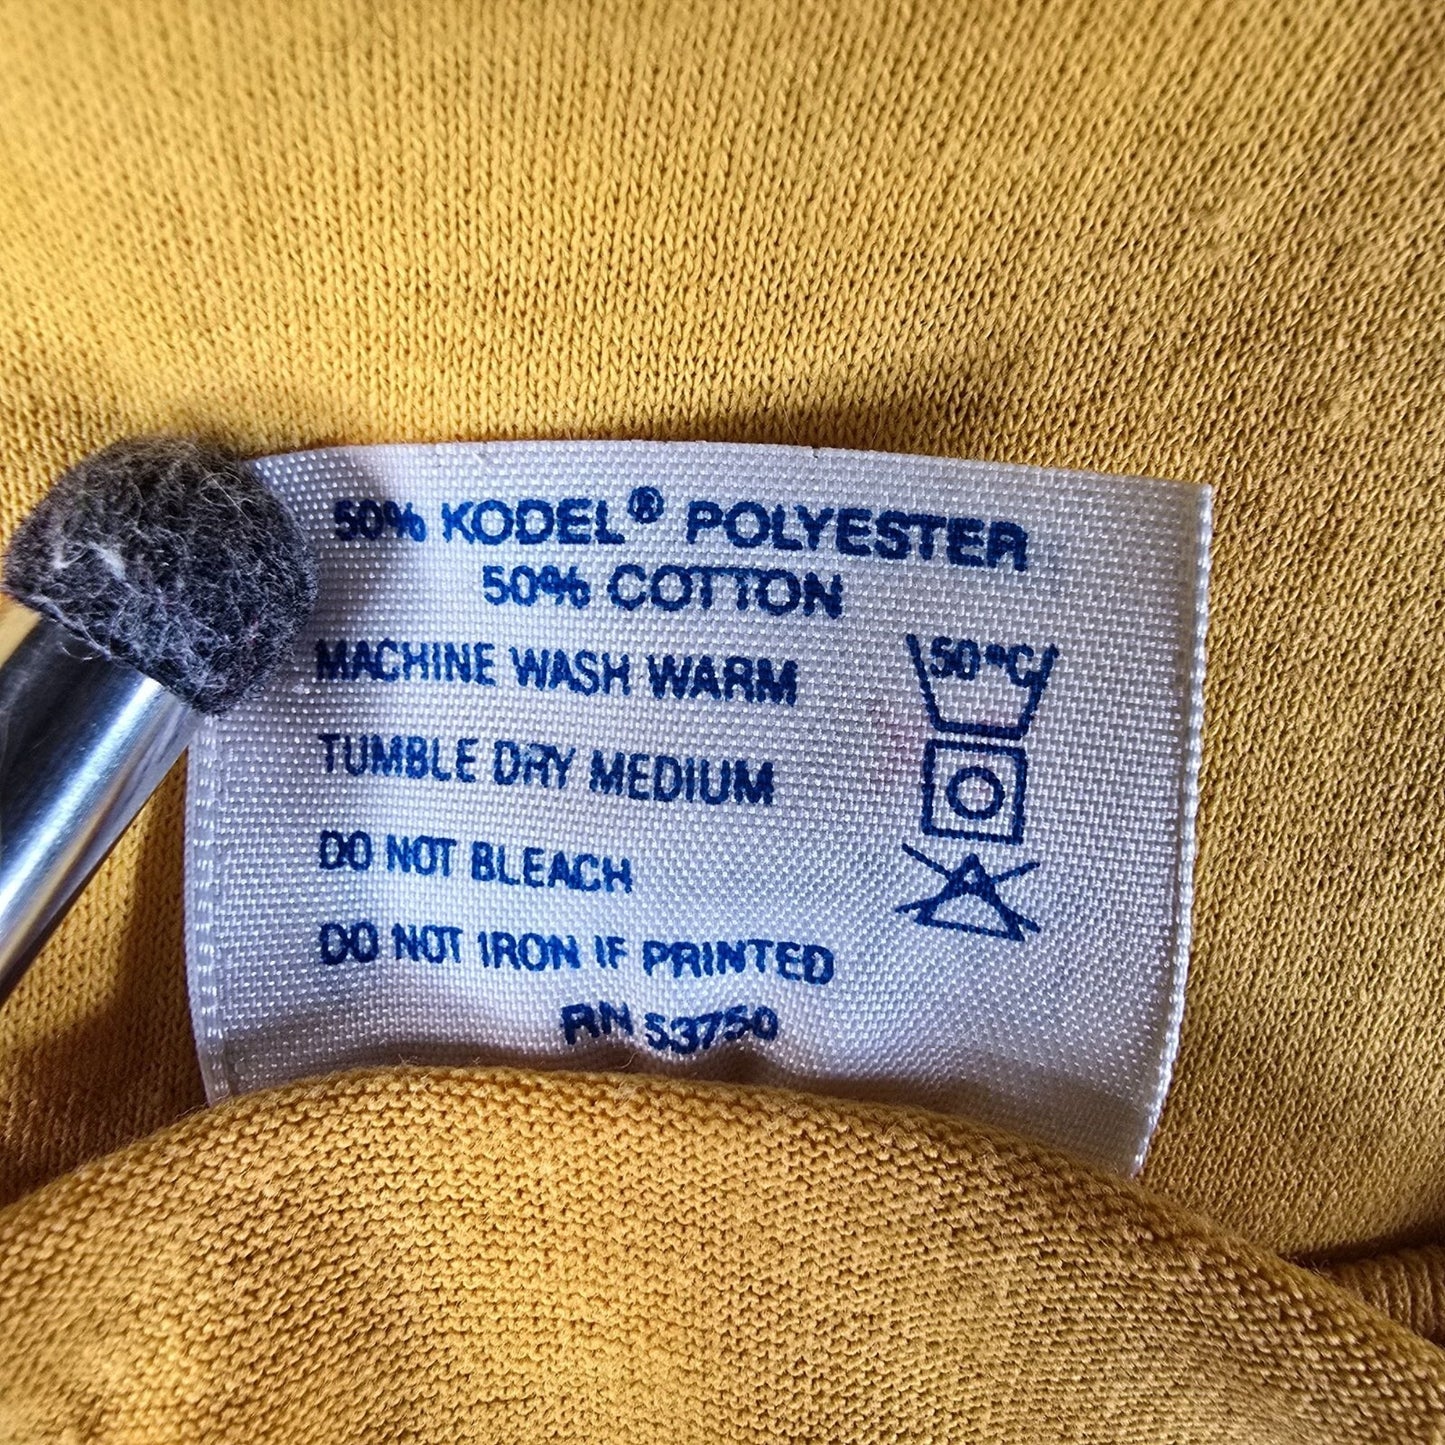 50% KODEL® POLYESTER
50% COTTON
MACHINE WASH WARM
50°C
TUMBLE DRY MEDIUM
DO NOT BLEACH
DO NOT IRON IF PRINTED
RN 53750